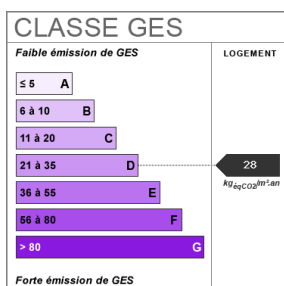 CLASSE GES
Faible émission de GES
LOGEMENT
≤ 5 A
6 à 10 B
11 à 20 C
21 à 35 D
28
kgéqCO2/m².an
36 à 55 E
56 à 80 F
> 80 G
Forte émission de GES